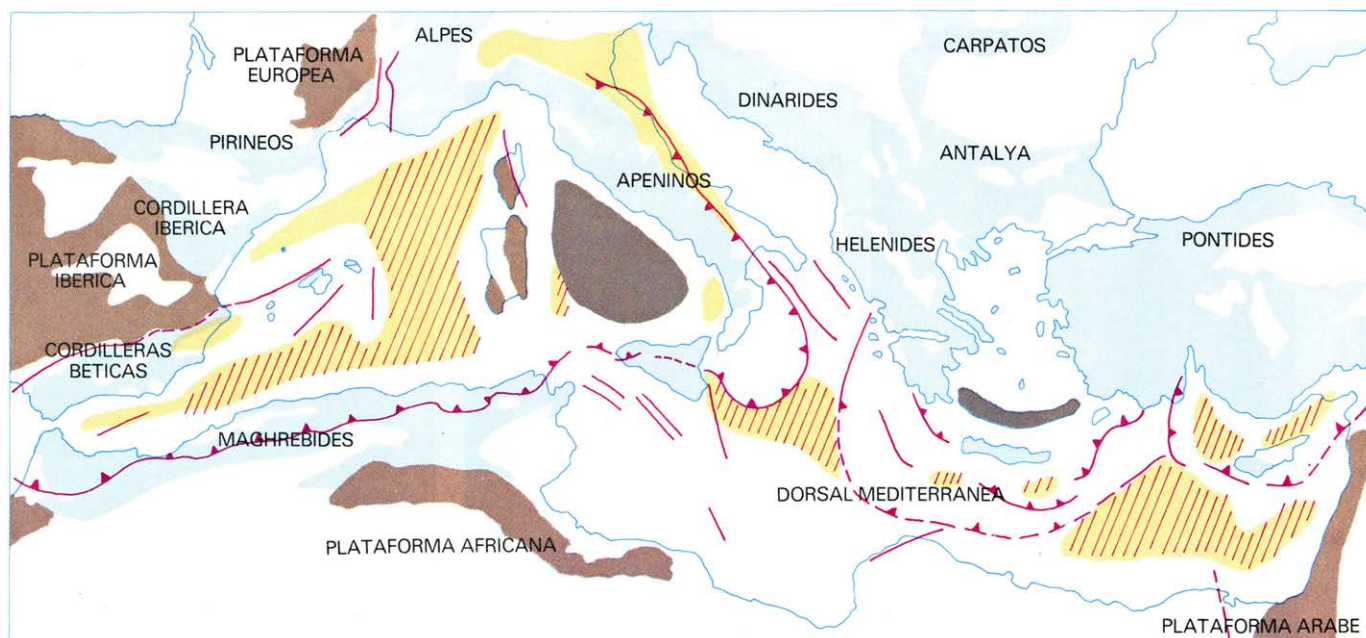 ALPES
CARPATOS
PLATAFORMA
EUROPEA
DINARIDES
PIRINEOS
ANTALYA
APENINOS
CORDILLERA
IBERICA
HELENIDES
PONTIDES
PLATAFORMA
IBERICA
CORDILLERAS
BETICAS
MAGHREBIDES
DORSAL MEDITERRANEA
PLATAFORMA AFRICANA
PLATAFORMA ARABE